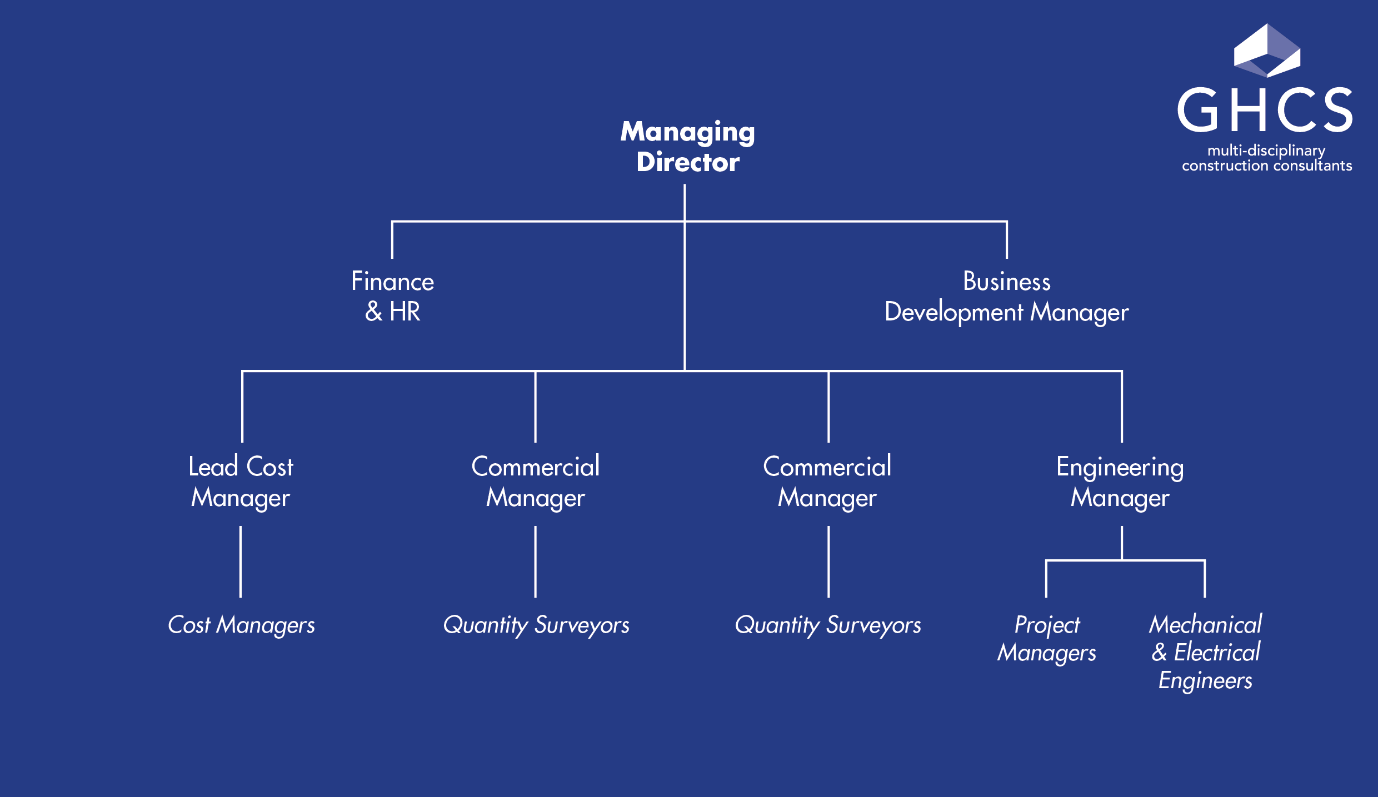 GHCS
multi-disciplinary
construction consultants
Managing
Director
Finance
& HR
Business
Development Manager
Lead Cost
Manager
Commercial
Manager
Commercial
Manager
Engineering
Manager
Cost Managers
Quantity Surveyors
Quantity Surveyors
Project
Managers
Mechanical
& Electrical
Engineers